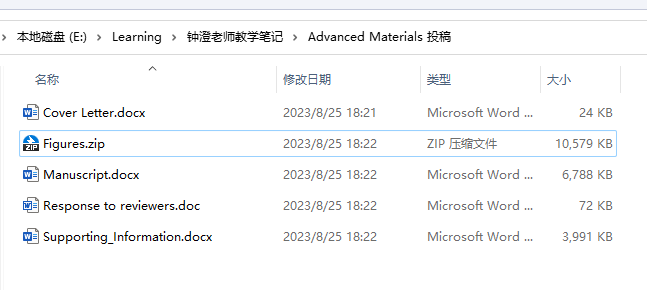 本地磁盘 (E:) > Learning > 钟澄老师教学笔记 > Advanced Materials 投稿
名称 修改日期 类型 大小
Cover Letter.docx 2023/8/25 18:21 Microsoft Word ... 24 KB
ZIP Figures.zip 2023/8/25 18:22 ZIP 压缩文件 10,579 KB
Manuscript.docx 2023/8/25 18:22 Microsoft Word ... 6,788 KB
Response to reviewers.doc 2023/8/25 18:22 Microsoft Word ... 72 KB
Supporting_Information.docx 2023/8/25 18:22 Microsoft Word ... 3,991 KB